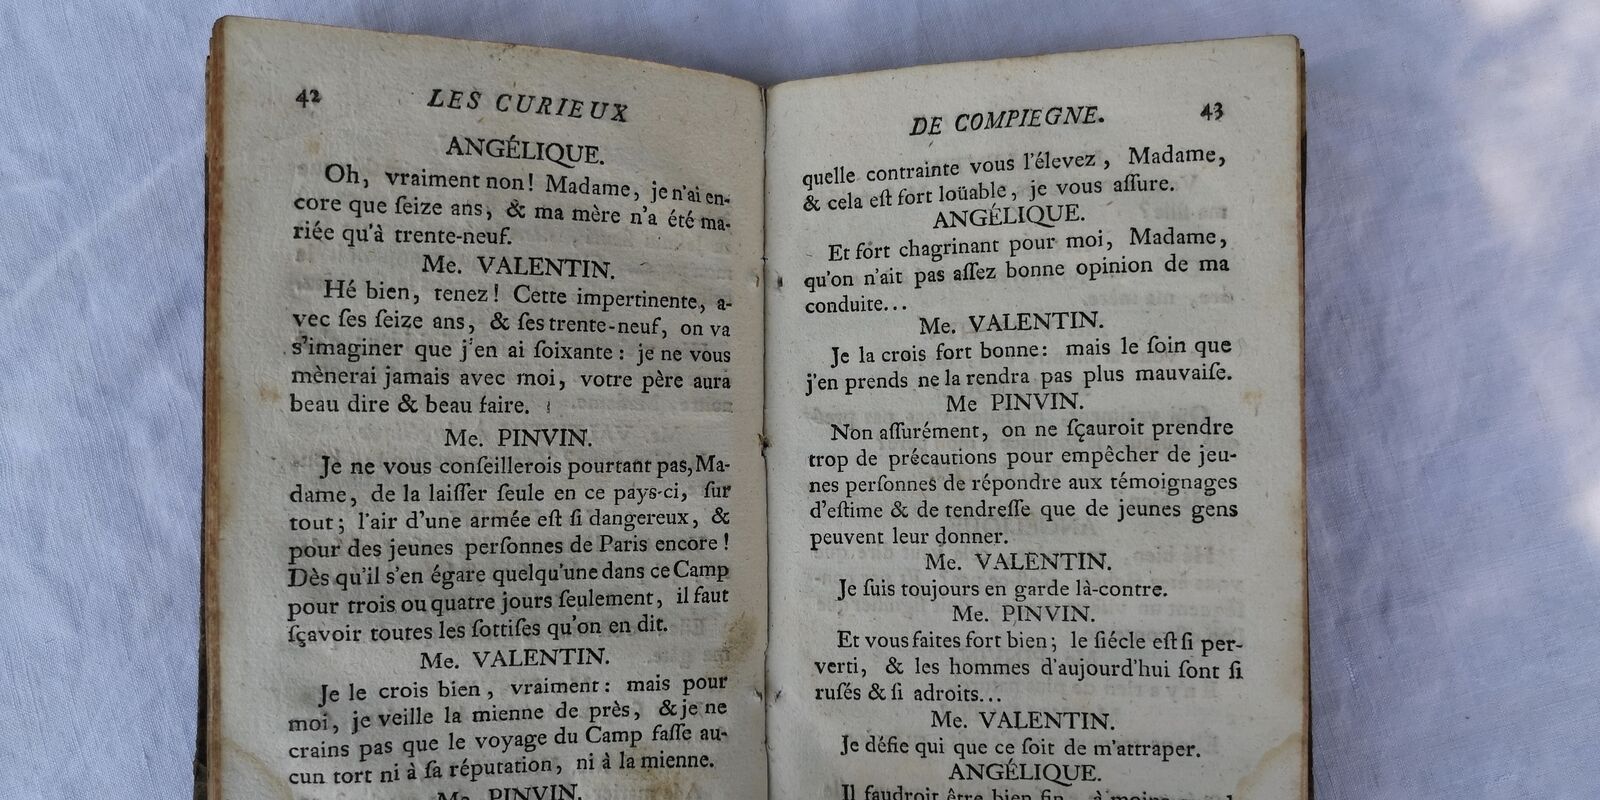 42 LES CURIEUX
ANGÉLIQUE.
Oh, vraiment non! Madame, je n'ai en-
core que ſeize ans, & ma mère n'a été ma-
riée qu'à trente-neuf.
Me. VALENTIN.
Hé bien, tenez! Cette impertinente, a-
vec ſes ſeize ans, & ſes trente-neuf, on va
s'imaginer que j'en ai ſoixante: je ne vous
mènerai jamais avec moi, votre père aura
beau dire & beau faire.
Me. PINVIN.
Je ne vous conſeillerois pourtant pas, Ma-
dame, de la laiſſer ſeule en ce pays-ci, ſur
tout; l'air d'une armée eſt ſi dangereux, &
pour des jeunes perſonnes de Paris encore!
Dès qu'il s'en égare quelqu'une dans ce Camp
pour trois ou quatre jours ſeulement, il faut
ſçavoir toutes les ſottiſes qu'on en dit.
Me. VALENTIN.
Je le crois bien, vraiment: mais pour
moi, je veille la mienne de près, & je ne
crains pas que le voyage du Camp faſſe au-
cun tort ni à ſa réputation, ni à la mienne.
Me. PINVIN.
DE COMPIEGNE. 43
quelle contrainte vous l'élevez, Madame,
& cela eſt fort loüable, je vous aſſure.
ANGÉLIQUE.
Et fort chagrinant pour moi, Madame,
qu'on n'ait pas aſſez bonne opinion de ma
conduite...
Me. VALENTIN.
Je la crois fort bonne: mais le ſoin que
j'en prends ne la rendra pas plus mauvaiſe.
Me PINVIN.
Non aſſurément, on ne ſçauroit prendre
trop de précautions pour empêcher de jeu-
nes perſonnes de répondre aux témoignages
d'eſtime & de tendreſſe que de jeunes gens
peuvent leur donner.
Me. VALENTIN.
Je ſuis toujours en garde là-contre.
Me. PINVIN.
Et vous faites fort bien; le ſiécle eſt ſi per-
verti, & les hommes d'aujourd'hui ſont ſi
ruſés & ſi adroits...
Me. VALENTIN.
Je défie qui que ce ſoit de m'attraper.
ANGÉLIQUE.
Il faudroit être bien fin, à moins